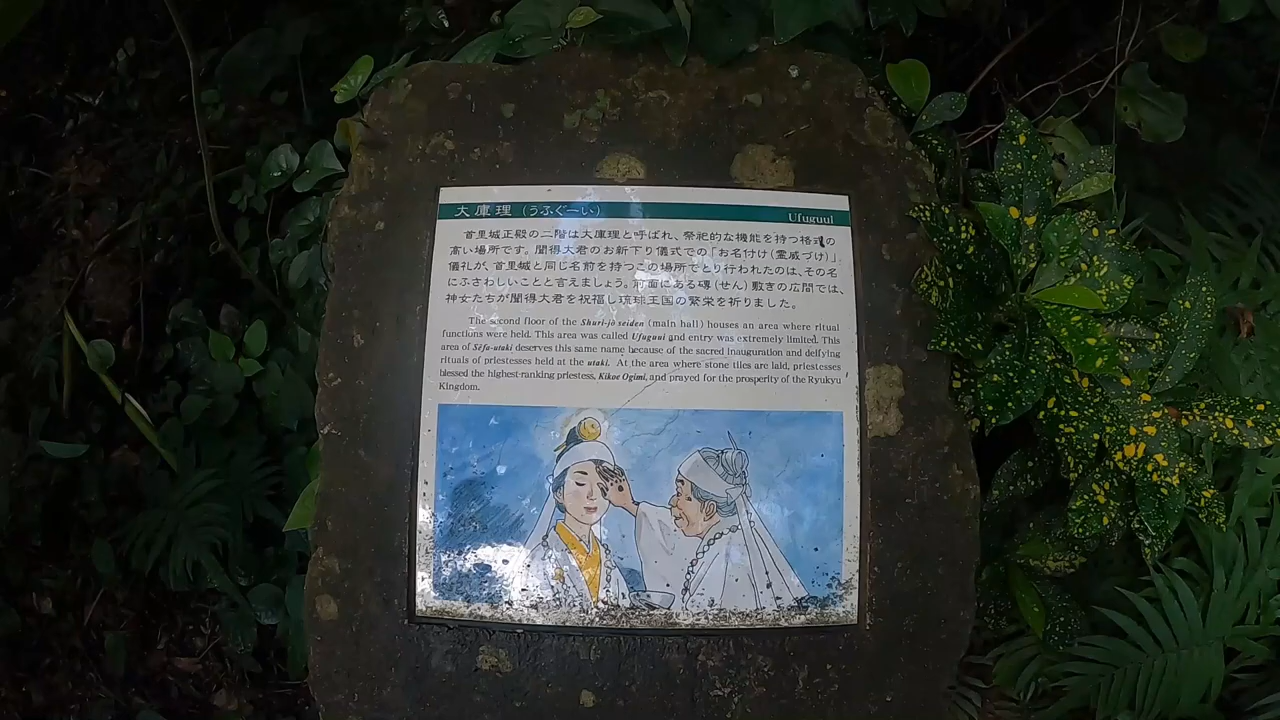 大庫理（うふぐーい）
Ufuguui
首里城正殿の二階は大庫理と呼ばれ、祭祀的な機能を持つ格式の
高い場所です。聞得大君のお新下り儀式での「お名付け(霊威づけ)」
儀礼が、首里城と同じ名前を持つこの場所でとり行われたのは、その名
にふさわしいことと言えましょう。前面にある磚(せん)敷きの広間では、
神女たちが聞得大君を祝福し琉球王国の繁栄を祈りました。
The second floor of the Shuri-jō seiden (main hall) houses an area where ritual
functions were held. This area was called Ufuguui and entry was extremely limited. This
area of Sēfa-utaki deserves this same name because of the sacred inauguration and deifying
rituals of priestesses held at the utaki. At the area where stone tiles are laid, priestesses
blessed the highest-ranking priestess, Kikoe Ogimi, and prayed for the prosperity of the Ryukyu
Kingdom.